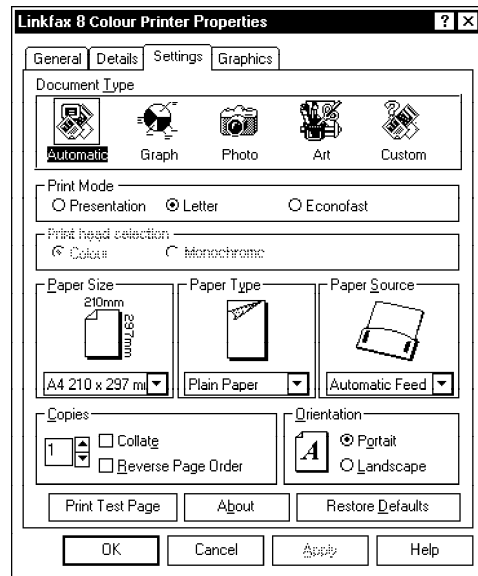 Linkfax 8 Colour Printer Properties ? X
General Details Settings Graphics
Document Type
Automatic Graph Photo Art Custom
Print Mode
Presentation Letter Econofast
Print head selection
Colour Monochrome
Paper Size Paper Type Paper Source
210mm
297mm
A4 210 x 297 mi Plain Paper Automatic Feed
Copies Orientation
1 Collate A Portait
Reverse Page Order Landscape
Print Test Page About Restore Defaults
OK Cancel Apply Help